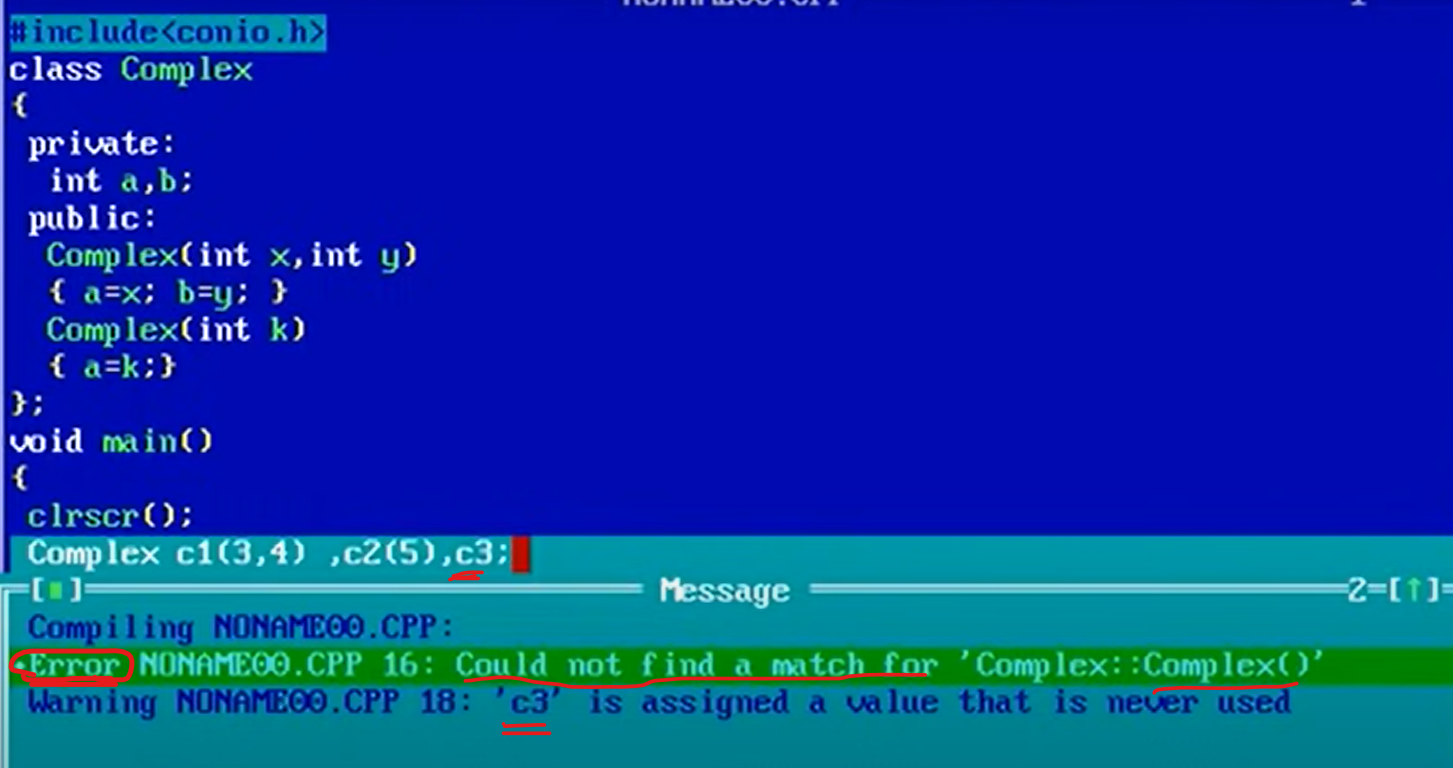 NONAME00.CPP
#include<conio.h>
class Complex
{
private:
int a,b;
public:
Complex(int x,int y)
{ a=x; b=y; }
Complex(int k)
{ a=k;}
};
void main()
{
clrscr();
Complex c1(3,4) ,c2(5),c3;
[■] Message 2=[↑]
Compiling NONAME00.CPP:
•Error NONAME00.CPP 16: Could not find a match for 'Complex::Complex()'
Warning NONAME00.CPP 18: 'c3' is assigned a value that is never used